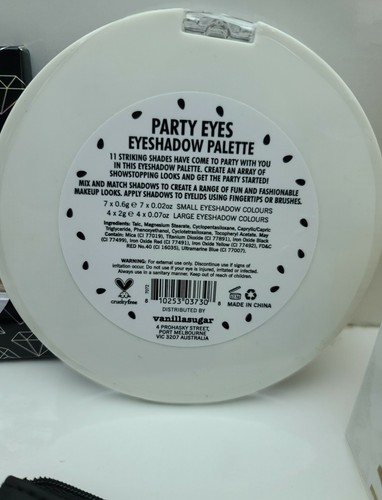 PARTY EYES
EYESHADOW PALETTE
11 STRIKING SHADES HAVE COME TO PARTY WITH YOU
IN THIS EYESHADOW PALETTE. CREATE AN ARRAY OF
SHOWSTOPPING LOOKS AND GET THE PARTY STARTED!
MIX AND MATCH SHADOWS TO CREATE A RANGE OF FUN AND FASHIONABLE
MAKEUP LOOKS. APPLY SHADOWS TO EYELIDS USING FINGERTIPS OR BRUSHES.
7 x 0.6g ℮ 7 x 0.02oz SMALL EYESHADOW COLOURS
4 x 2g ℮ 4 x 0.07oz LARGE EYESHADOW COLOURS
Ingredients: Talc, Magnesium Stearate, Cyclopentasiloxane, Caprylic/Capric
Triglyceride, Phenoxyethanol, Cyclotetrasiloxane, Tocopheryl Acetate. May
Contain: Mica (CI 77019), Titanium Dioxide (CI 77891), Iron Oxide Black
(CI 77499), Iron Oxide Red (CI 77491), Iron Oxide Yellow (CI 77492), FD&C
RED No.40 (CI 16035), Ultramarine Blue (CI 77007).
WARNING: For external use only. Discontinue use if signs of
irritation occur. Do not use if your eye is injured, infected or irritated.
Always use in a sanitary manner. Keep out of reach of children.
crueltyfree
8 10253 03730 8
MADE IN CHINA
DISTRIBUTED BY
vanillasugar
4 PROHASKY STREET,
PORT MELBOURNE
VIC 3207 AUSTRALIA